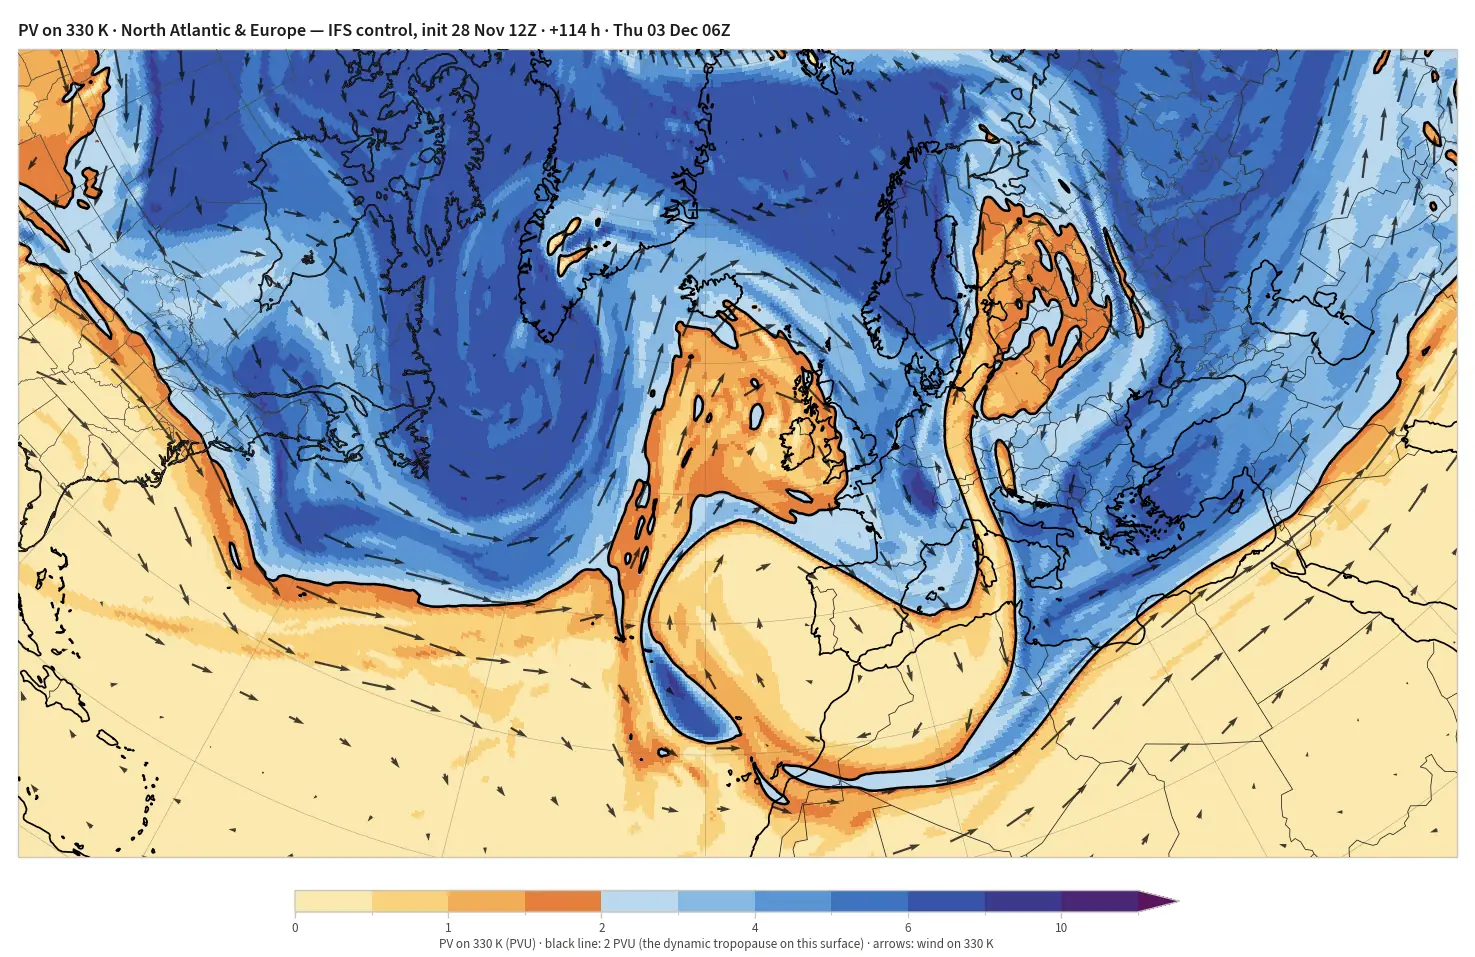 PV on 330 K · North Atlantic & Europe — IFS control, init 28 Nov 12Z · +114 h · Thu 03 Dec 06Z
0 1 2 4 6 10
PV on 330 K (PVU) · black line: 2 PVU (the dynamic tropopause on this surface) · arrows: wind on 330 K